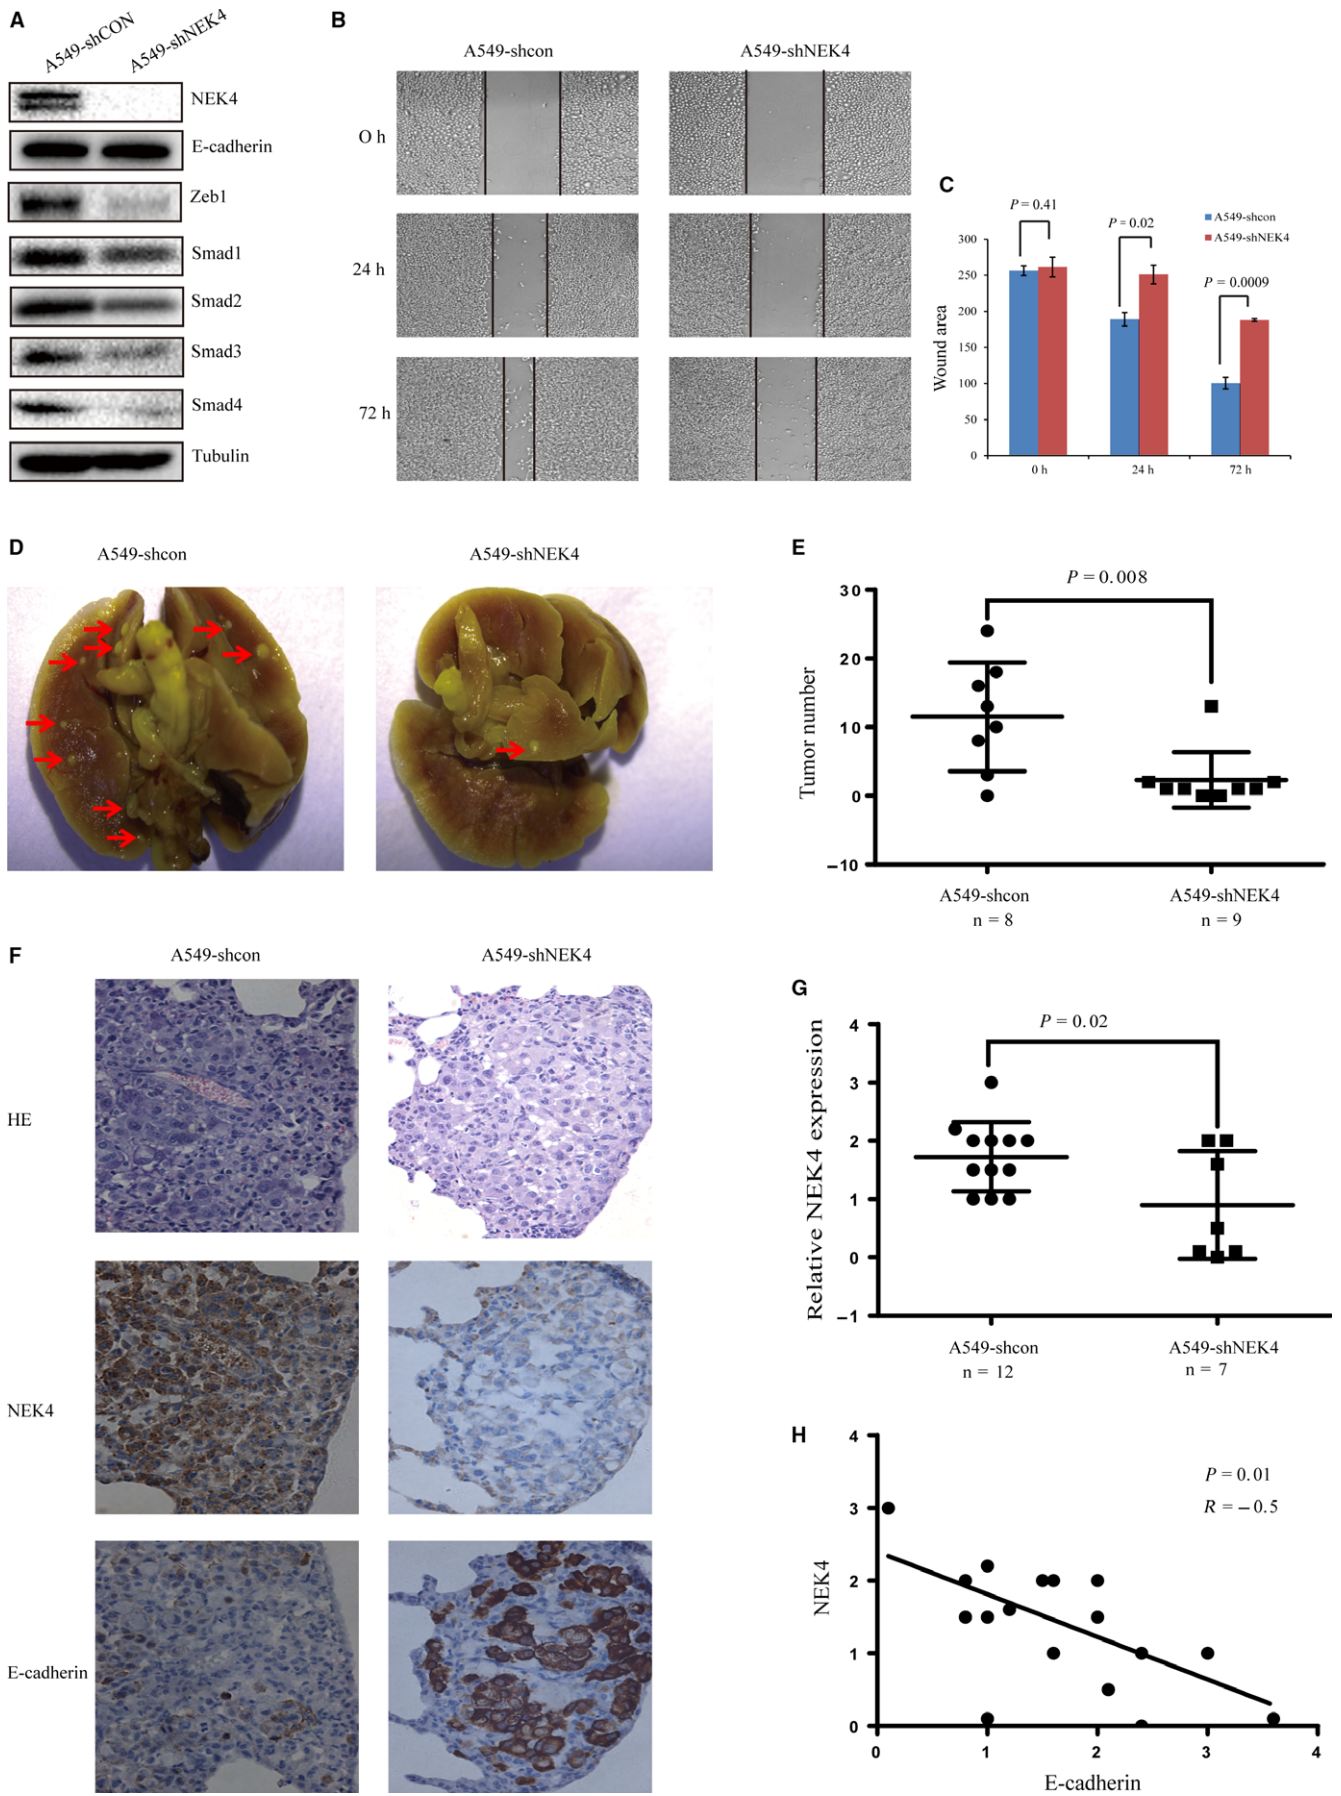 A
A549-shCON
A549-shNEK4
NEK4
E-cadherin
Zeb1
Smad1
Smad2
Smad3
Smad4
Tubulin
B
A549-shcon
A549-shNEK4
O h
24 h
72 h
C
P = 0.41
P = 0.02
P = 0.0009
A549-shcon
A549-shNEK4
Wound area
300
250
200
150
100
50
0
0 h
24 h
72 h
D
A549-shcon
A549-shNEK4
E
P = 0.008
Tumor number
30
20
10
0
−10
A549-shcon
n = 8
A549-shNEK4
n = 9
F
A549-shcon
A549-shNEK4
HE
NEK4
E-cadherin
G
P = 0.02
Relative NEK4 expression
4
3
2
1
0
−1
A549-shcon
n = 12
A549-shNEK4
n = 7
H
P = 0.01
R = −0.5
NEK4
4
3
2
1
0
0
1
2
3
4
E-cadherin